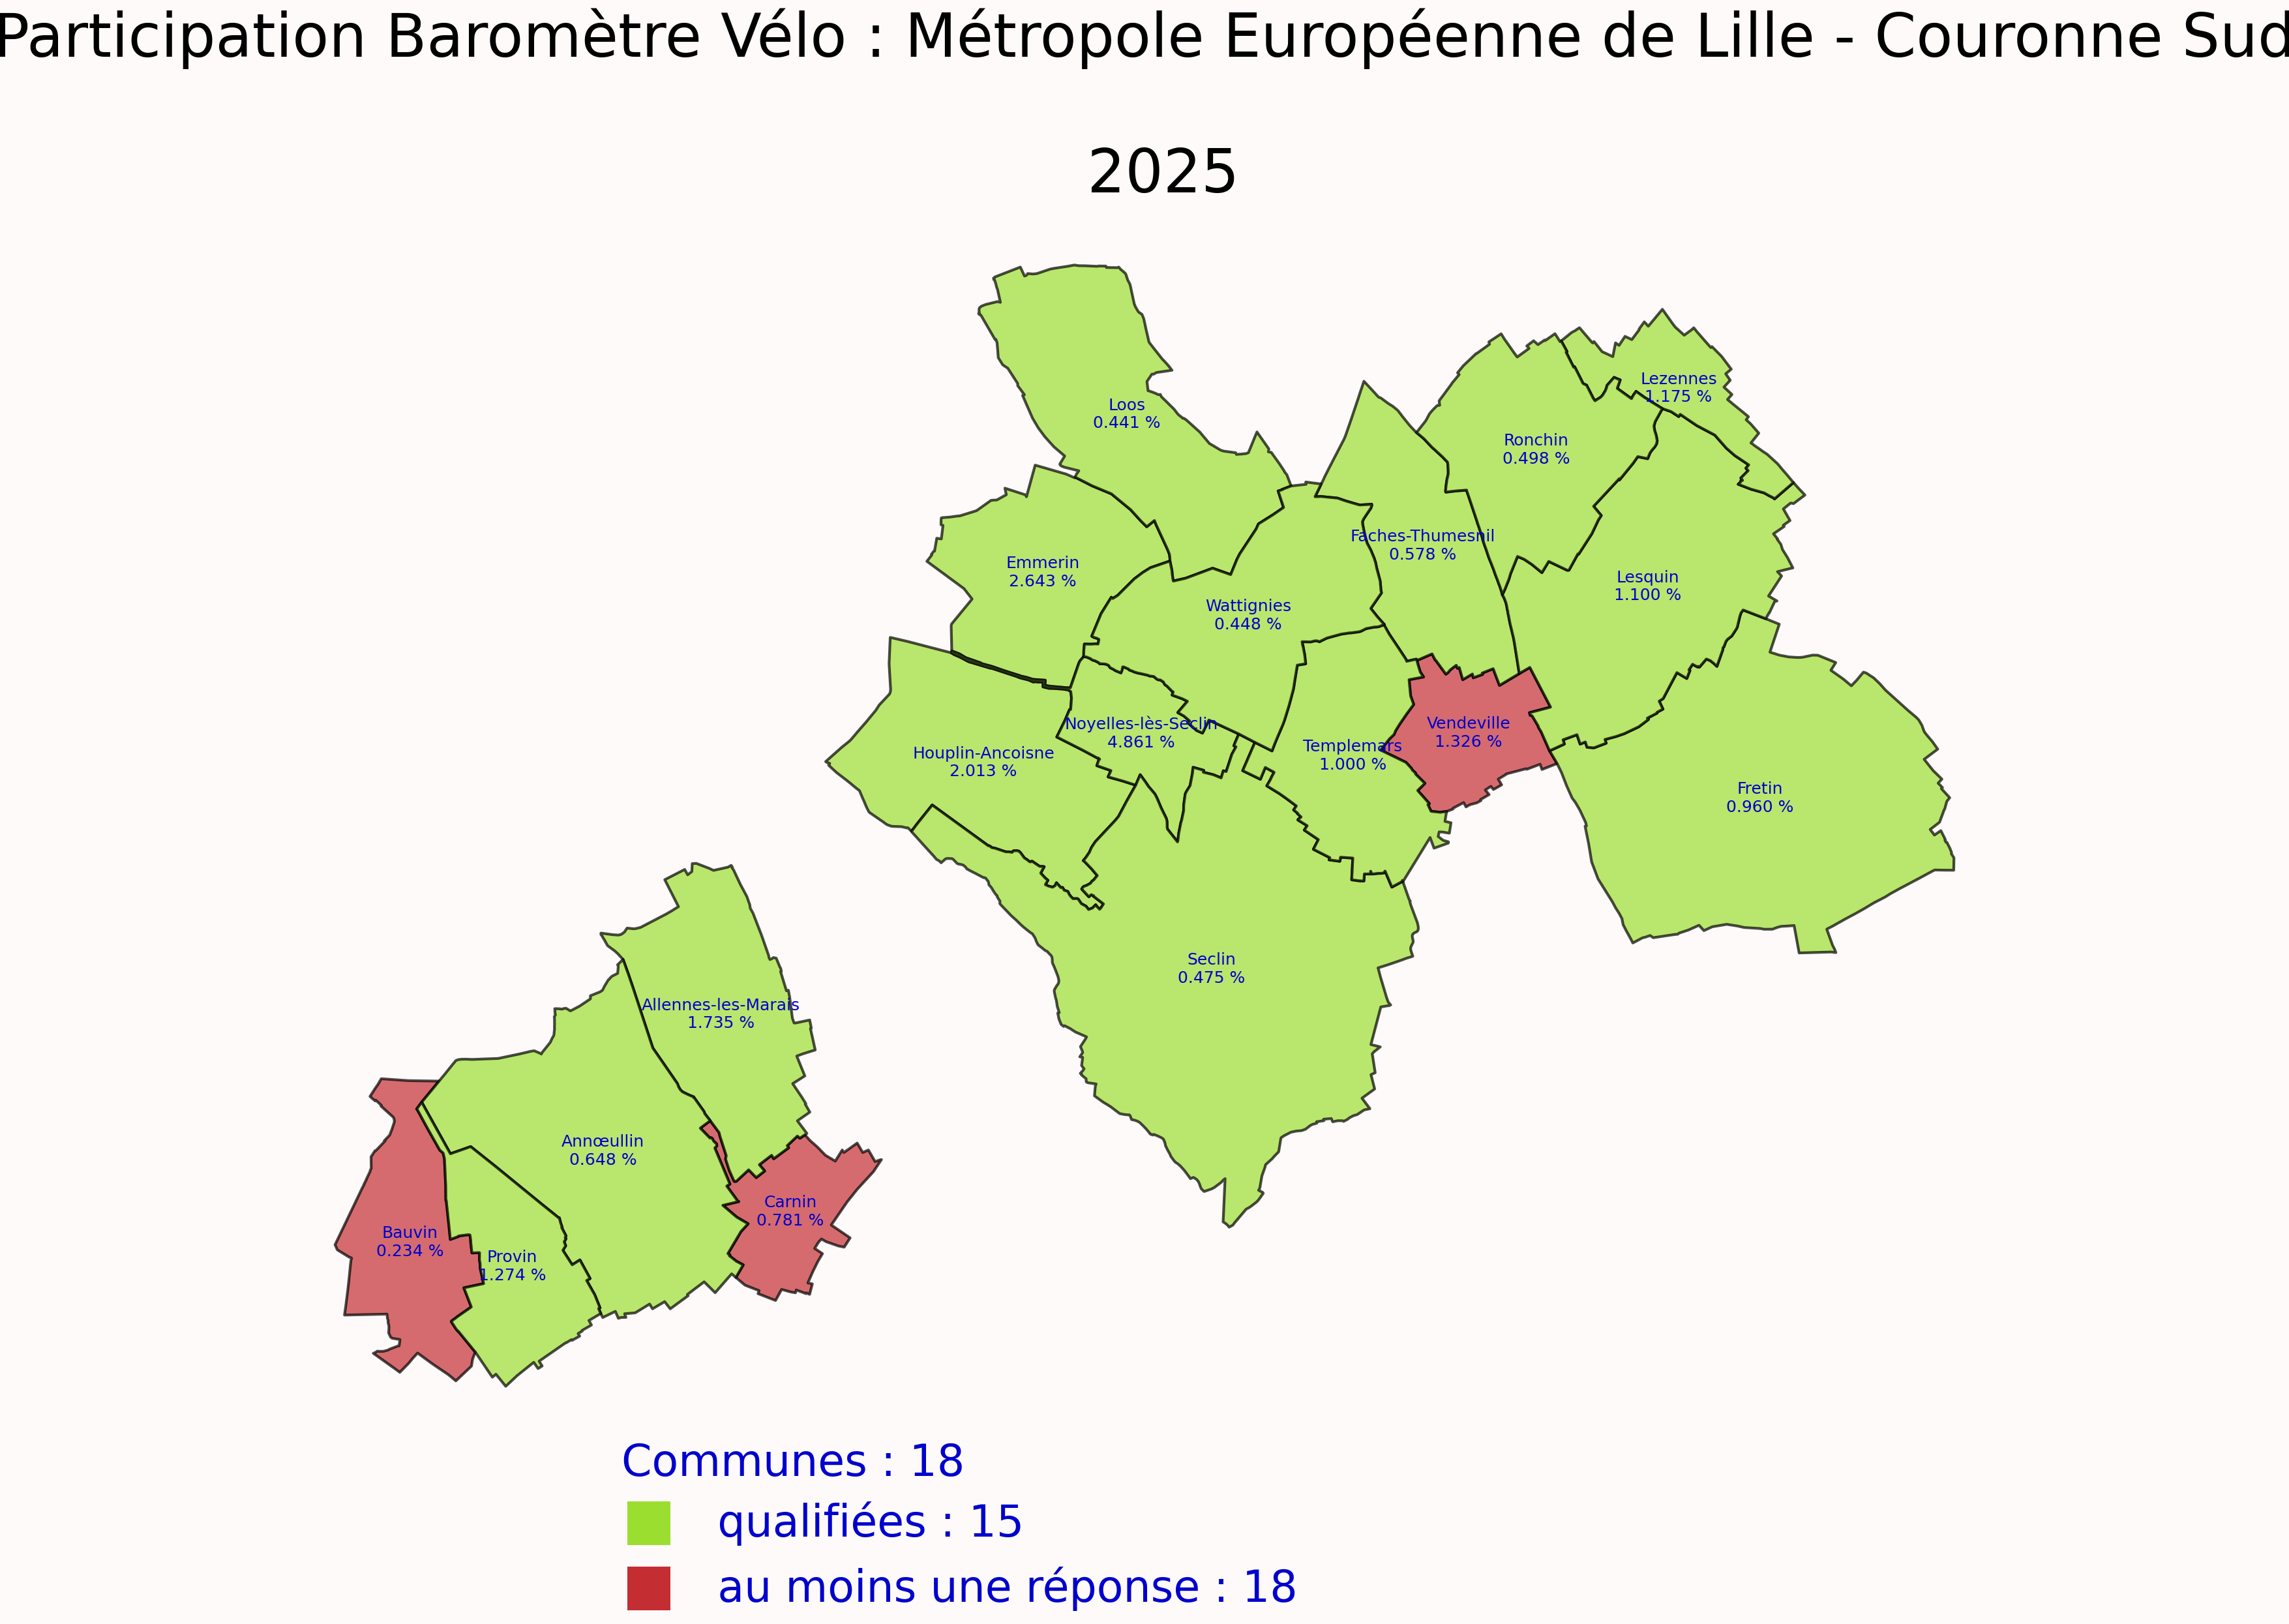 Participation Baromètre Vélo : Métropole Européenne de Lille - Couronne Sud
2025
Loos
0.441 %
Lezennes
1.175 %
Ronchin
0.498 %
Faches-Thumesnil
0.578 %
Emmerin
2.643 %
Lesquin
1.100 %
Wattignies
0.448 %
Noyelles-lès-Seclin
4.861 %
Vendeville
1.326 %
Houplin-Ancoisne
2.013 %
Templemars
1.000 %
Fretin
0.960 %
Seclin
0.475 %
Allennes-les-Marais
1.735 %
Annœullin
0.648 %
Carnin
0.781 %
Bauvin
0.234 %
Provin
1.274 %
Communes : 18
qualifiées : 15
au moins une réponse : 18